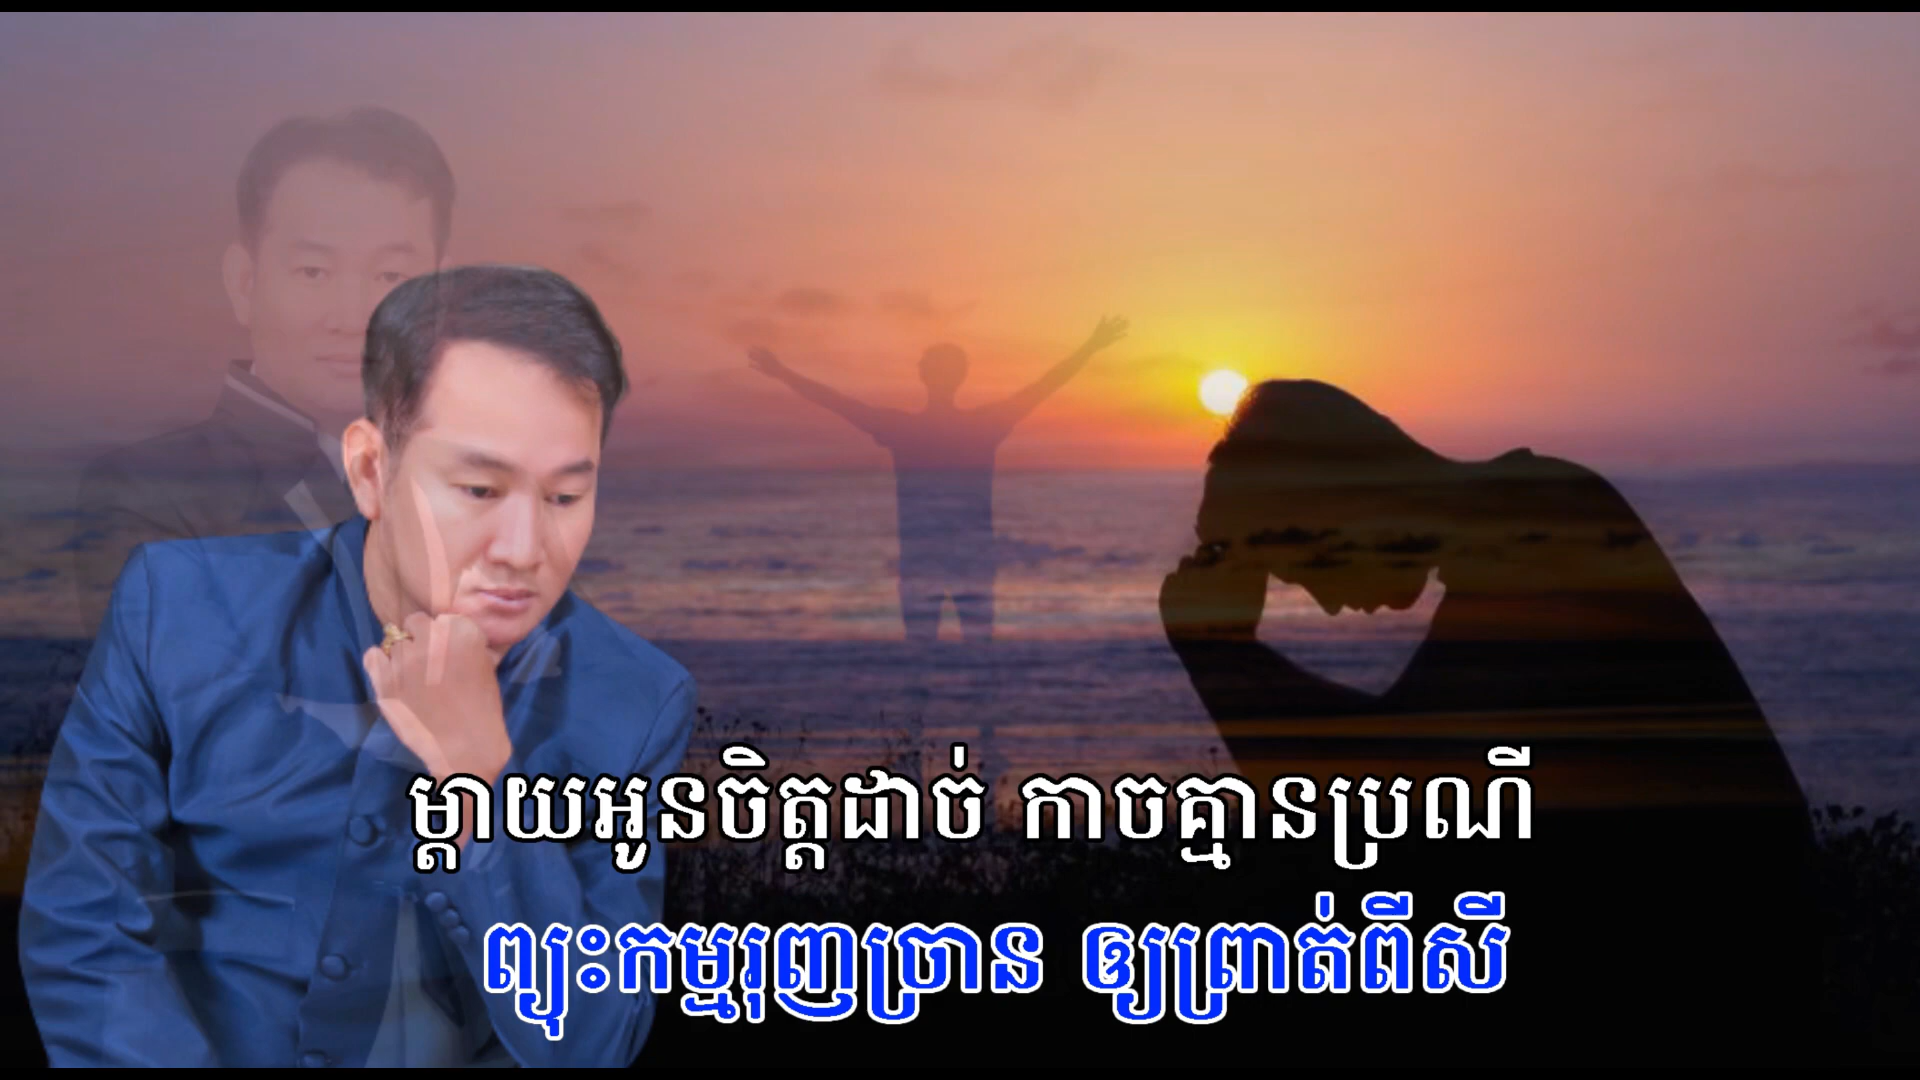 ម្ដាយអូនចិត្តដាច់ កាចគ្មានប្រណី
ព្យុះកម្មរុញច្រាន ឲ្យព្រាត់ពីស៊ី